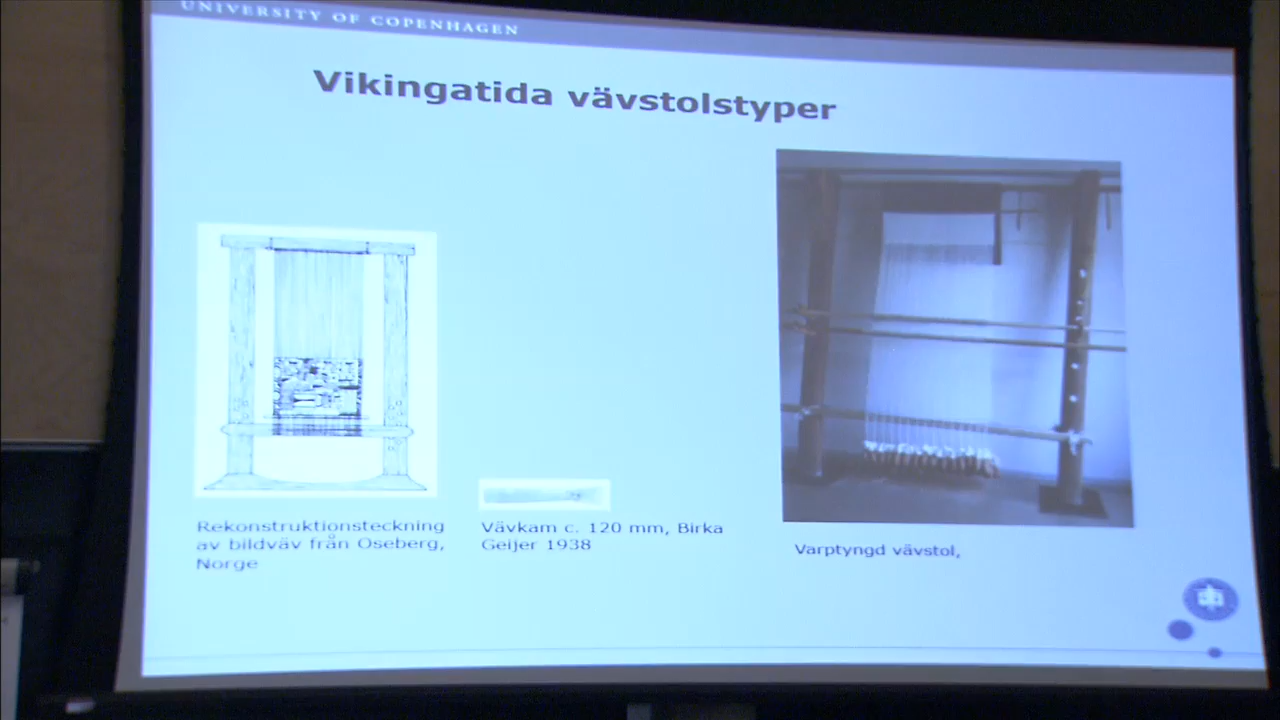 UNIVERSITY OF COPENHAGEN
Vikingatida vävstolstyper
Rekonstruktionsteckning
av bildväv från Oseberg,
Norge
Vävkam c. 120 mm, Birka
Geijer 1938
Varptyngd vävstol,